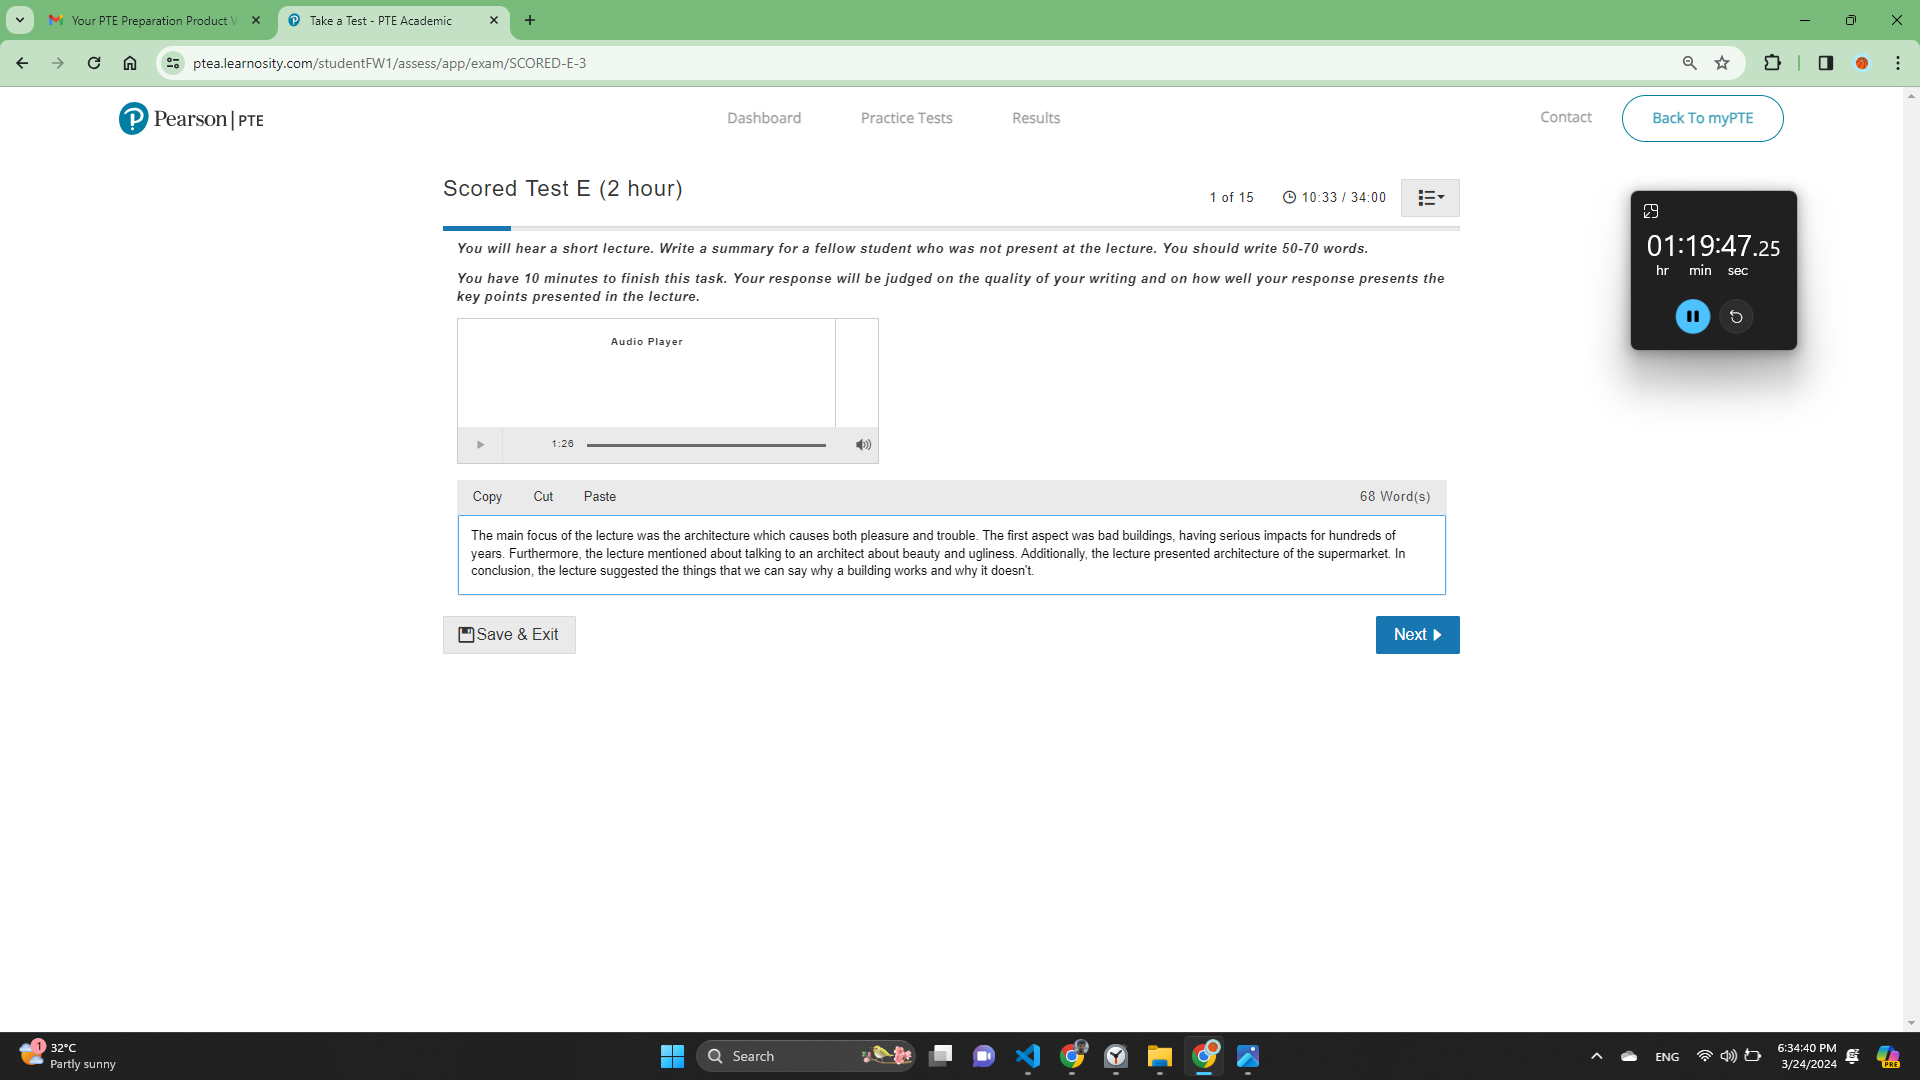 Your PTE Preparation Product V
Take a Test - PTE Academic
ptea.learnosity.com/studentFW1/assess/app/exam/SCORED-E-3
Pearson | PTE
Dashboard
Practice Tests
Results
Contact
Back To myPTE
Scored Test E (2 hour)
1 of 15
10:33 / 34:00
01:19:47.25
hr min sec
You will hear a short lecture. Write a summary for a fellow student who was not present at the lecture. You should write 50-70 words.
You have 10 minutes to finish this task. Your response will be judged on the quality of your writing and on how well your response presents the
key points presented in the lecture.
Audio Player
1:26
Copy
Cut
Paste
68 Word(s)
The main focus of the lecture was the architecture which causes both pleasure and trouble. The first aspect was bad buildings, having serious impacts for hundreds of
years. Furthermore, the lecture mentioned about talking to an architect about beauty and ugliness. Additionally, the lecture presented architecture of the supermarket. In
conclusion, the lecture suggested the things that we can say why a building works and why it doesn't.
Save & Exit
Next
1
32°C
Partly sunny
Search
ENG
6:34:40 PM
3/24/2024
PRE